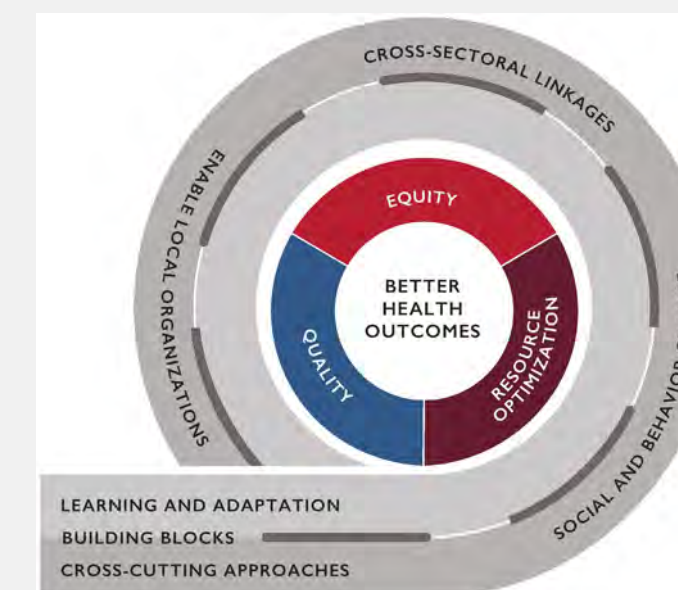 CROSS-SECTORAL LINKAGES
ENABLE LOCAL ORGANIZATIONS
EQUITY
BETTER
HEALTH
OUTCOMES
QUALITY
RESOURCE
OPTIMIZATION
SOCIAL AND BEHAVIOR
LEARNING AND ADAPTATION
BUILDING BLOCKS
CROSS-CUTTING APPROACHES